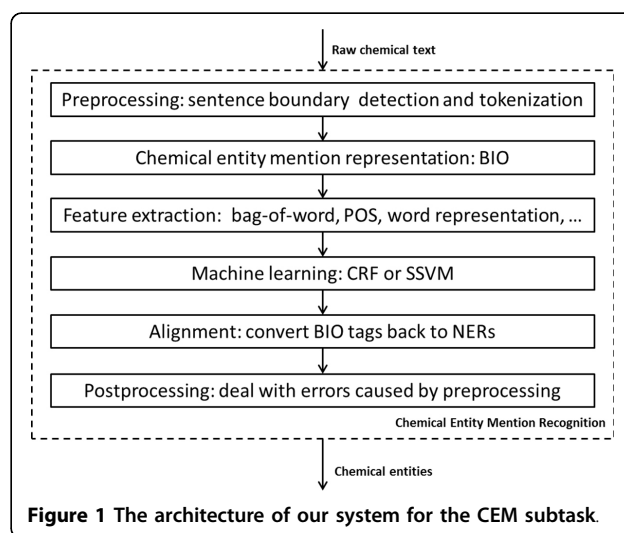 Raw chemical text
Preprocessing: sentence boundary detection and tokenization
Chemical entity mention representation: BIO
Feature extraction: bag-of-word, POS, word representation, ...
Machine learning: CRF or SSVM
Alignment: convert BIO tags back to NERs
Postprocessing: deal with errors caused by preprocessing
Chemical Entity Mention Recognition
Chemical entities
Figure 1 The architecture of our system for the CEM subtask.